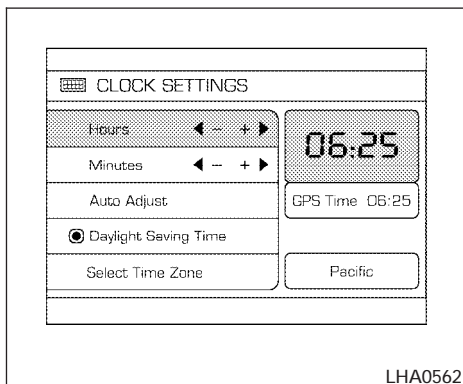 CLOCK SETTINGS
Hours ◀ – + ▶
06:25
Minutes ◀ – + ▶
Auto Adjust
GPS Time 06:25
Daylight Saving Time
Select Time Zone
Pacific
LHA0562